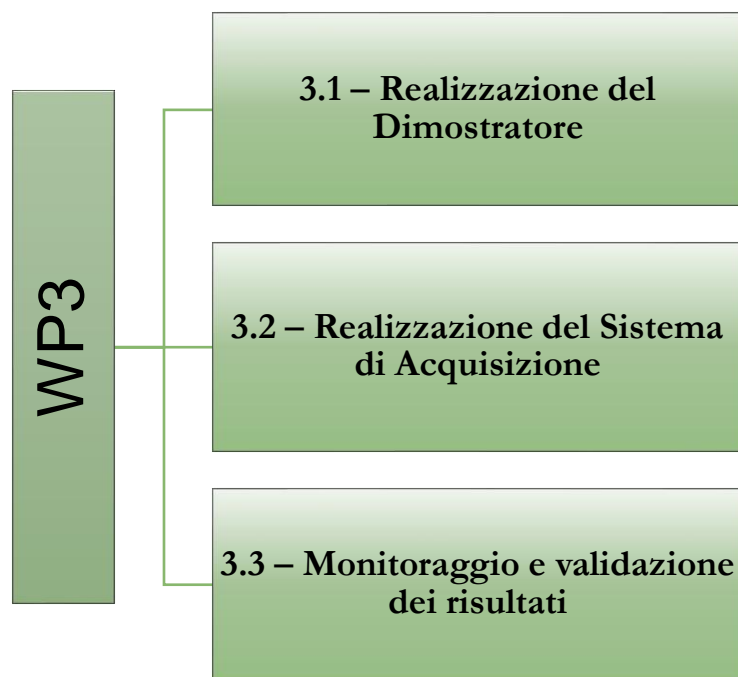 WP3
3.1 – Realizzazione del
Dimostratore
3.2 – Realizzazione del Sistema
di Acquisizione
3.3 – Monitoraggio e validazione
dei risultati